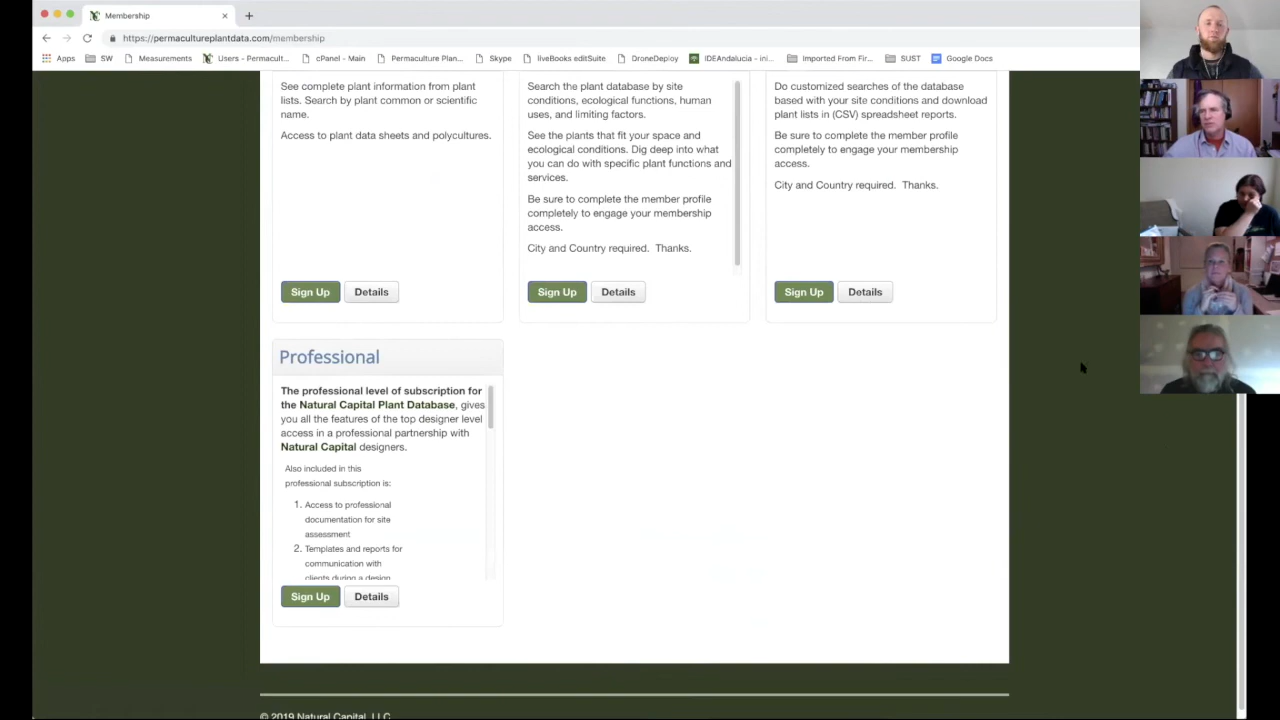 Membership
https://permacultureplantdata.com/membership
Apps
SW
Measurements
Users - Permacult...
cPanel - Main
Permaculture Plan...
Skype
liveBooks editSuite
DroneDeploy
IDEAndalucia - ini...
Imported From Fir...
SUST
Google Docs
See complete plant information from plant
lists. Search by plant common or scientific
name.
Access to plant data sheets and polycultures.
Sign Up
Details
Search the plant database by site
conditions, ecological functions, human
uses, and limiting factors.
See the plants that fit your space and
ecological conditions. Dig deep into what
you can do with specific plant functions and
services.
Be sure to complete the member profile
completely to engage your membership
access.
City and Country required. Thanks.
Sign Up
Details
Do customized searches of the database
based with your site conditions and download
plant lists in (CSV) spreadsheet reports.
Be sure to complete the member profile
completely to engage your membership
access.
City and Country required. Thanks.
Sign Up
Details
Professional
The professional level of subscription for
the Natural Capital Plant Database, gives
you all the features of the top designer level
access in a professional partnership with
Natural Capital designers.
Also included in this
professional subscription is:
1. Access to professional
documentation for site
assessment
2. Templates and reports for
communication with
clients during a design
Sign Up
Details
© 2019 Natural Capital, LLC